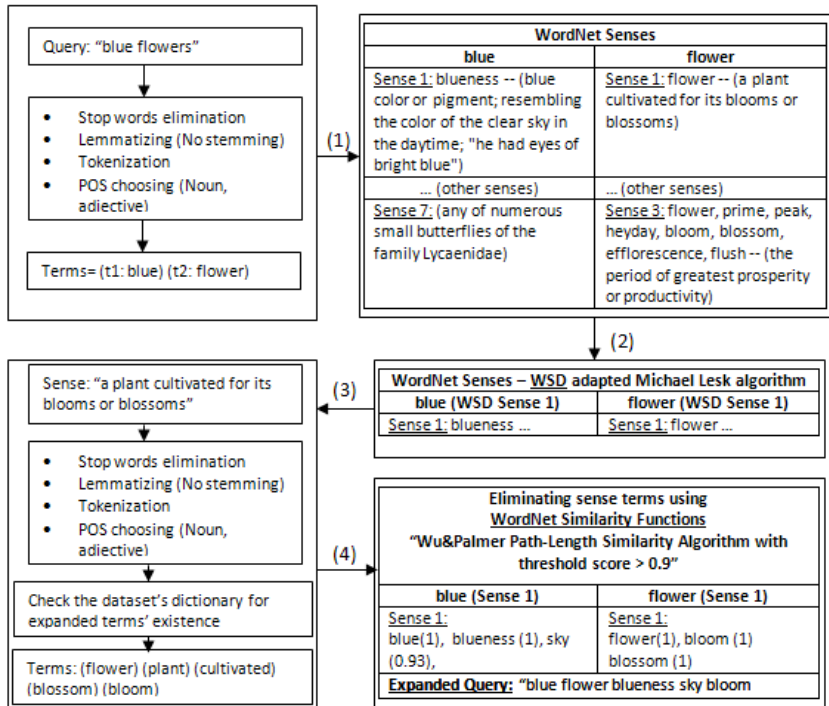 Query: “blue flowers”
• Stop words elimination
• Lemmatizing (No stemming)
• Tokenization
• POS choosing (Noun,
adjective)
Terms= (t1: blue) (t2: flower)
(1)
WordNet Senses
blue
flower
Sense 1: blueness -- (blue
color or pigment; resembling
the color of the clear sky in
the daytime; "he had eyes of
bright blue")
Sense 1: flower -- (a plant
cultivated for its blooms or
blossoms)
... (other senses)
... (other senses)
Sense 7: (any of numerous
small butterflies of the
family Lycaenidae)
Sense 3: flower, prime, peak,
heyday, bloom, blossom,
efflorescence, flush -- (the
period of greatest prosperity
or productivity)
(2)
WordNet Senses – WSD adapted Michael Lesk algorithm
blue (WSD Sense 1)
flower (WSD Sense 1)
Sense 1: blueness ...
Sense 1: flower ...
(3)
Sense: “a plant cultivated for its
blooms or blossoms”
• Stop words elimination
• Lemmatizing (No stemming)
• Tokenization
• POS choosing (Noun,
adjective)
Check the dataset’s dictionary for
expanded terms’ existence
Terms: (flower) (plant) (cultivated)
(blossom) (bloom)
(4)
Eliminating sense terms using
WordNet Similarity Functions
“Wu&Palmer Path-Length Similarity Algorithm with
threshold score > 0.9”
blue (Sense 1)
flower (Sense 1)
Sense 1:
blue(1), blueness (1), sky
(0.93),
Sense 1:
flower(1), bloom (1)
blossom (1)
Expanded Query: “blue flower blueness sky bloom